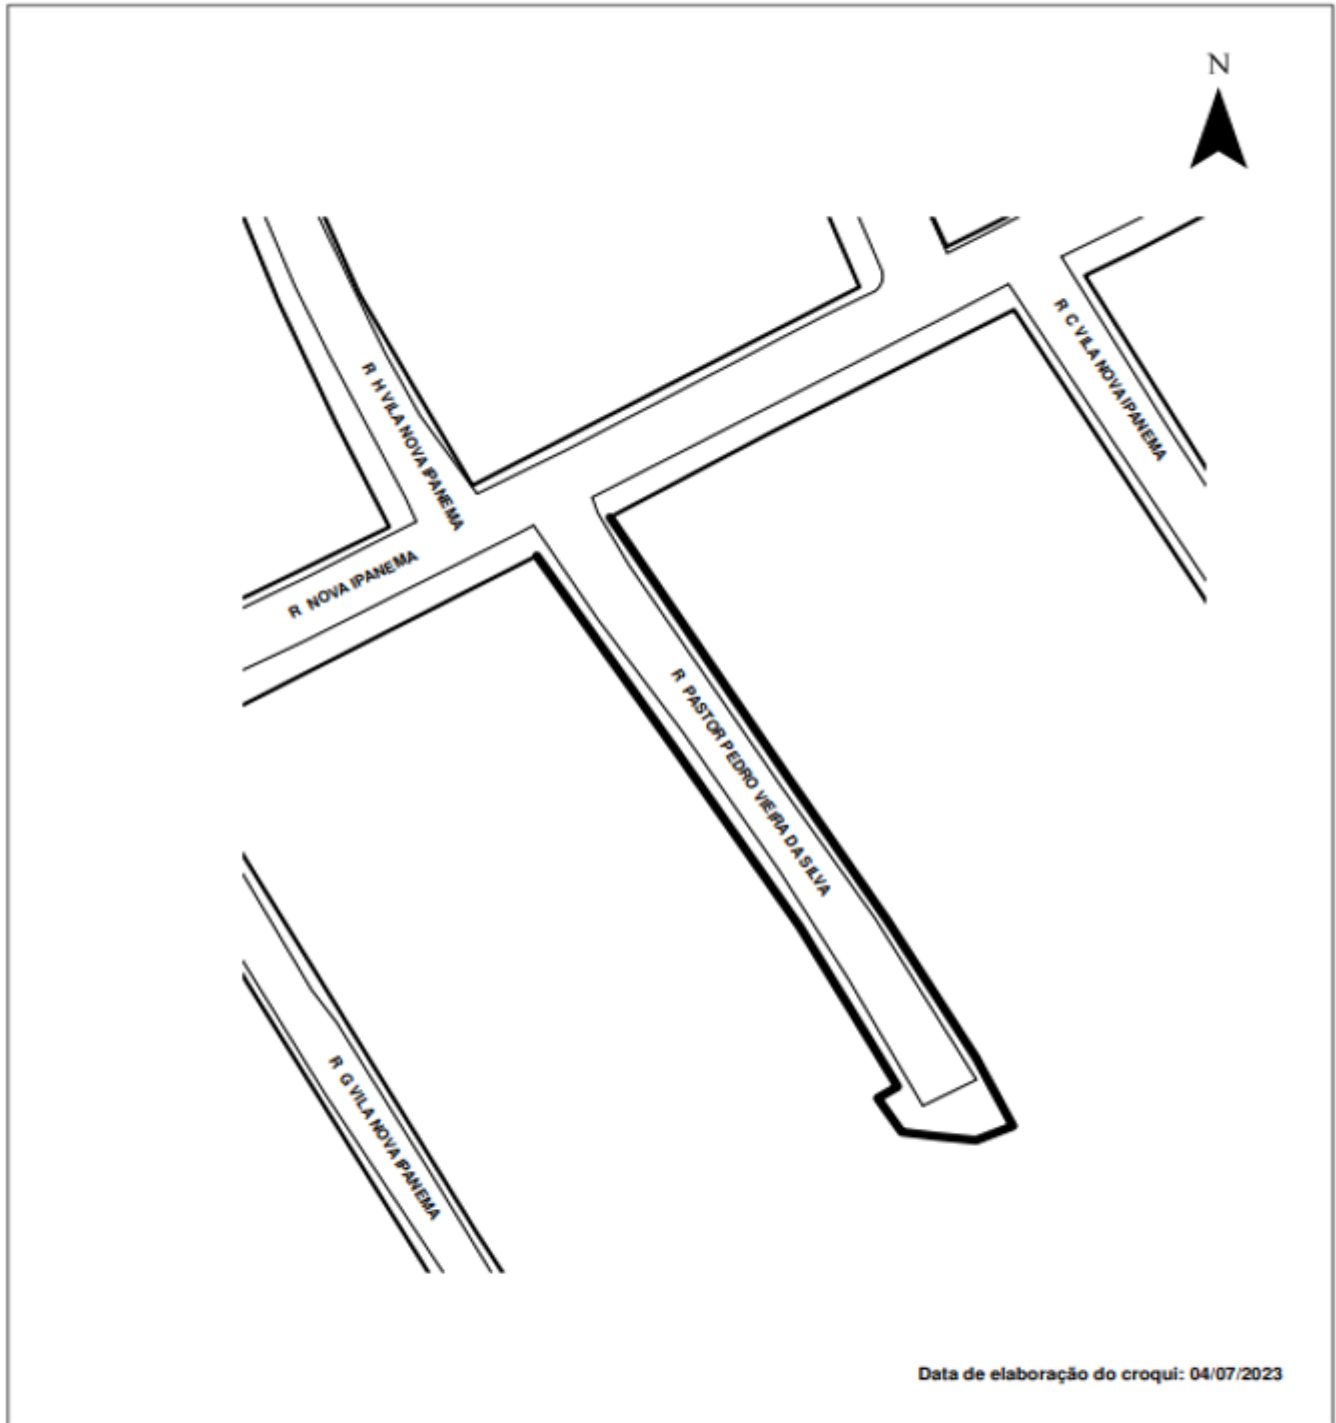 N
R C VILA NOVA IPANEMA
R H VILA NOVA IPANEMA
R NOVA IPANEMA
R PASTOR PEDRO VIEIRA DA SILVA
R G VILA NOVA IPANEMA
Data de elaboração do croqui: 04/07/2023